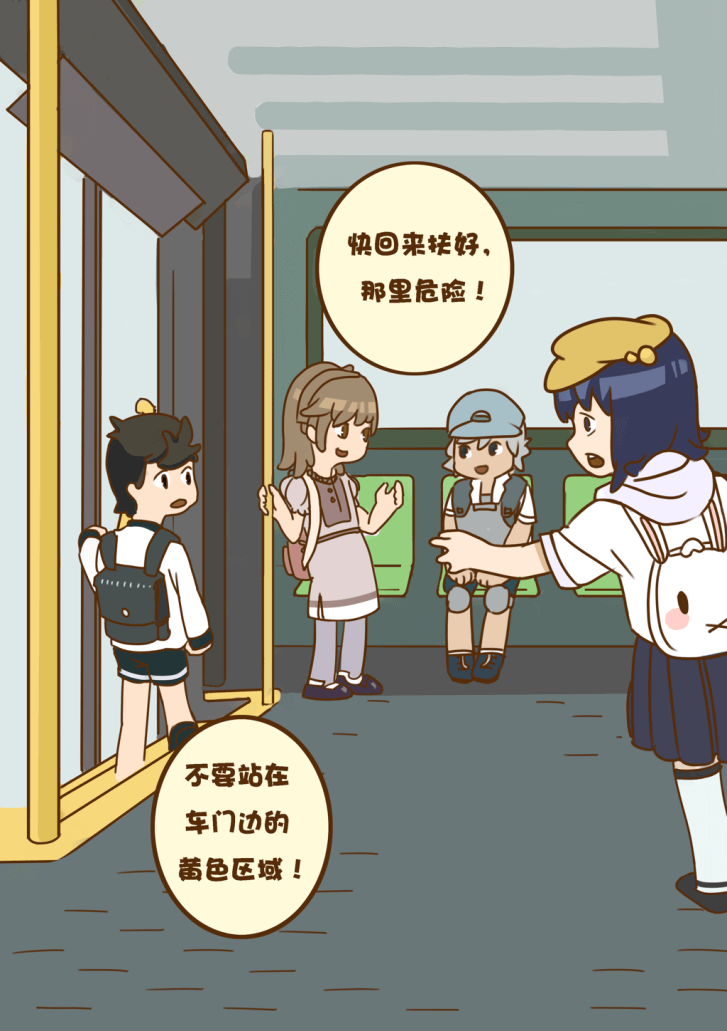 快回来扶好，
那里危险！
不要站在
车门边的
黄色区域！